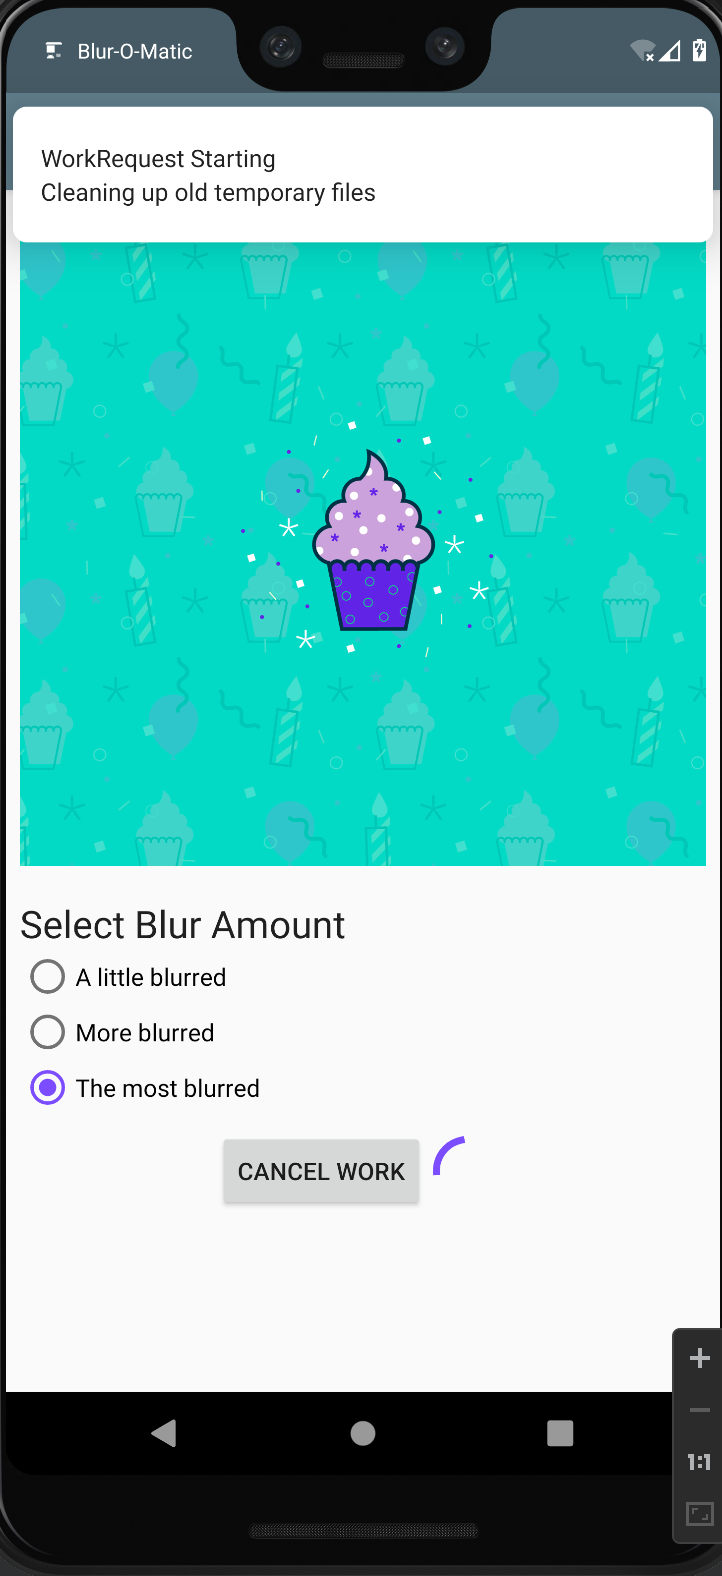 Blur-O-Matic
WorkRequest Starting
Cleaning up old temporary files
Select Blur Amount
A little blurred
More blurred
The most blurred
CANCEL WORK
1:1